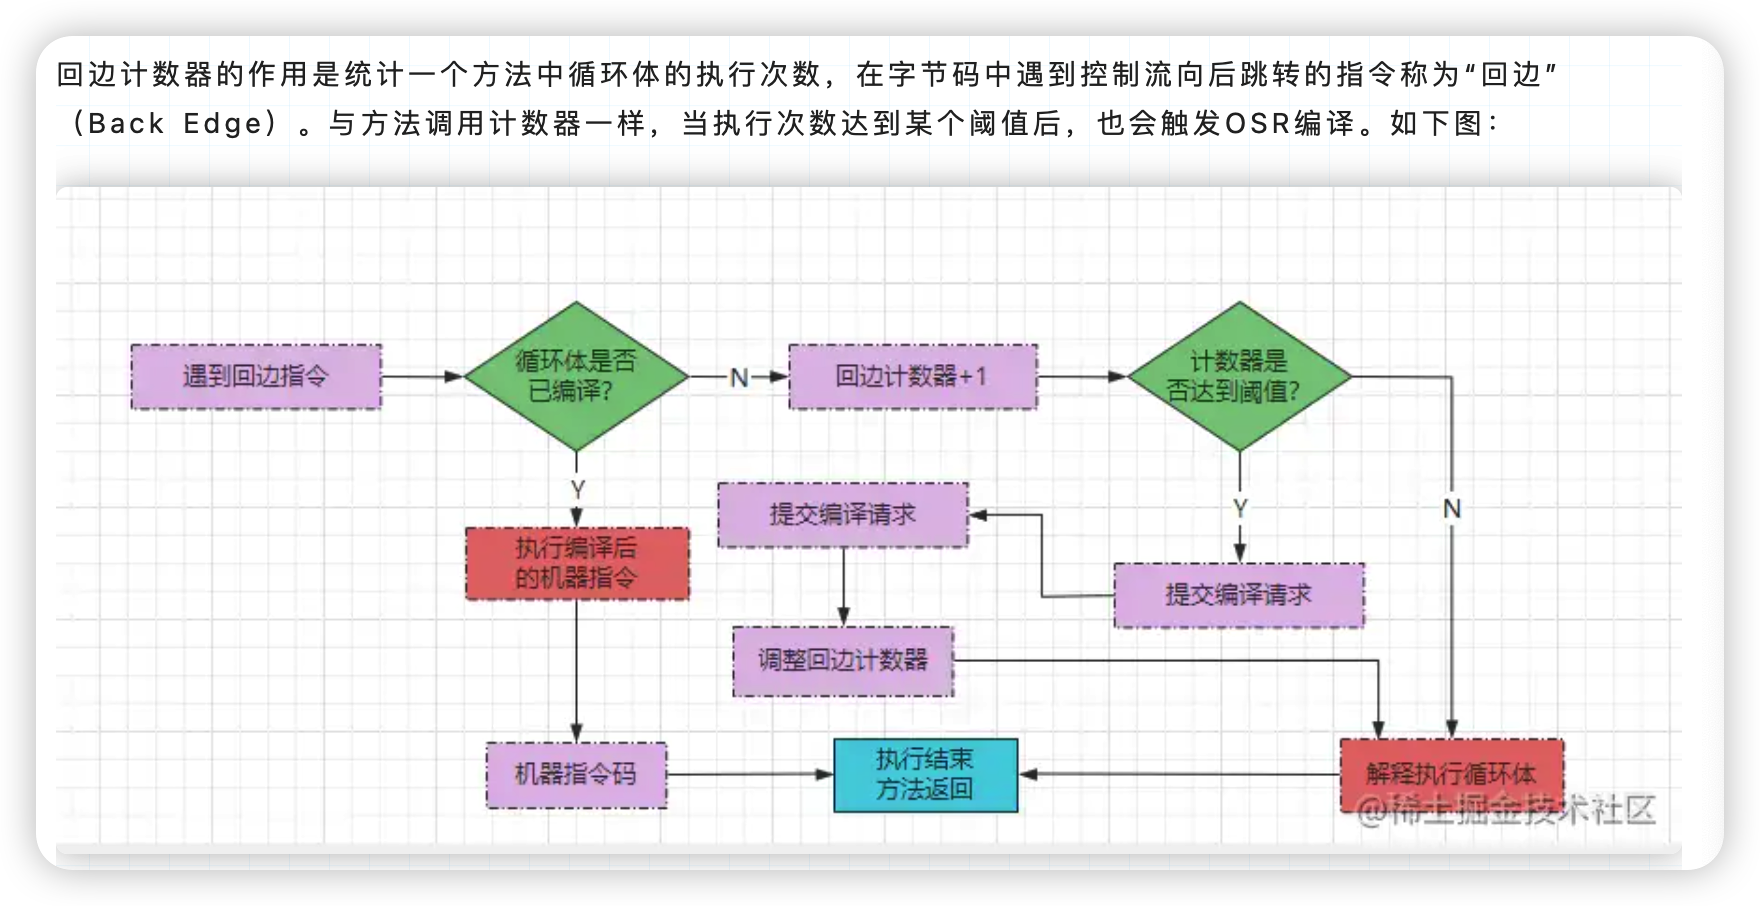 回边计数器的作用是统计一个方法中循环体的执行次数，在字节码中遇到控制流向后跳转的指令称为“回边”
（Back Edge）。与方法调用计数器一样，当执行次数达到某个阈值后，也会触发OSR编译。如下图：
遇到回边指令
循环体是否
已编译？
N
回边计数器+1
计数器是
否达到阈值？
Y
执行编译后
的机器指令
提交编译请求
Y
N
提交编译请求
调整回边计数器
机器指令码
执行结束
方法返回
解释执行循环体
@稀土掘金技术社区